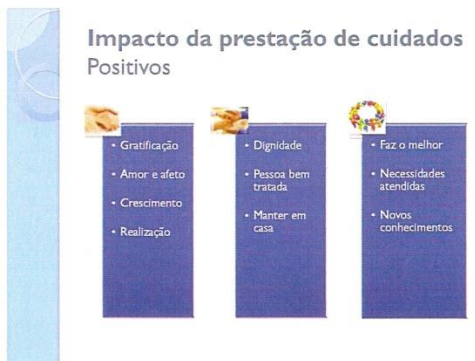 Impacto da prestação de cuidados
Positivos
• Gratificação
• Amor e afeto
• Crescimento
• Realização
• Dignidade
• Pessoa bem
tratada
• Manter em
casa
• Faz o melhor
• Necessidades
atendidas
• Novos
conhecimentos